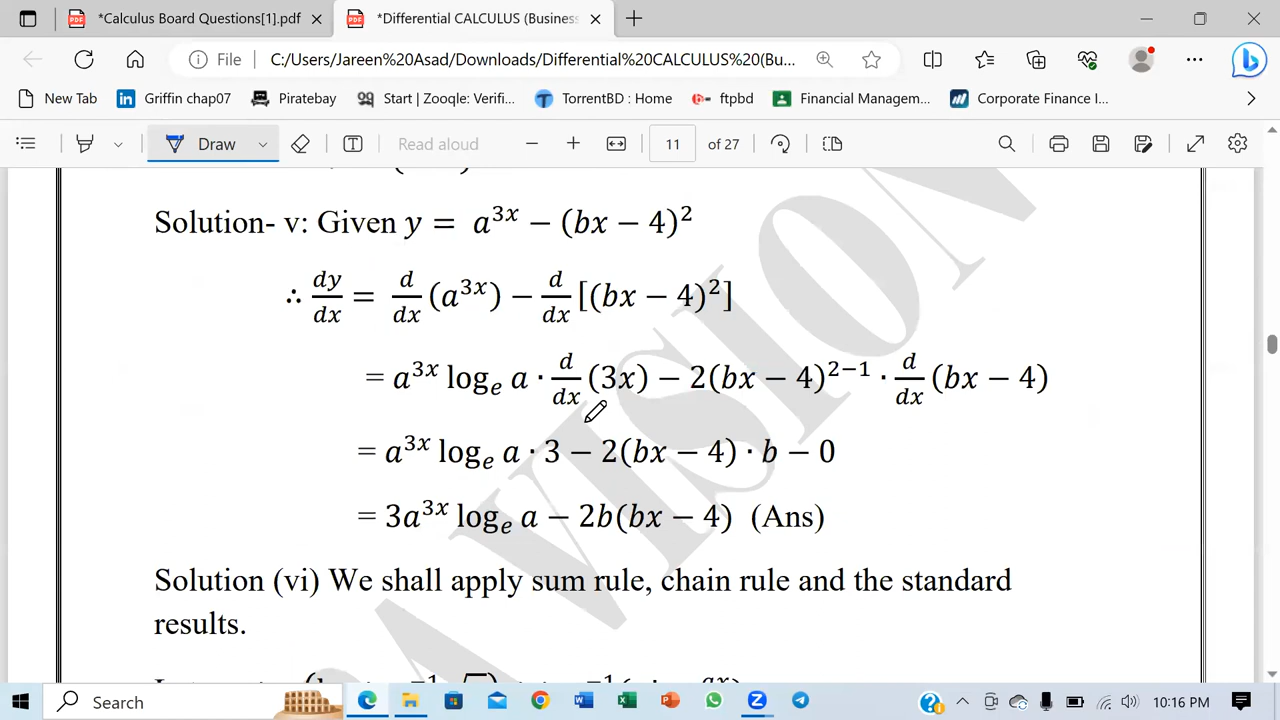 *Calculus Board Questions[1].pdf
*Differential CALCULUS (Business
File
C:/Users/Jareen%20Asad/Downloads/Differential%20CALCULUS%20(Bu...
New Tab
Griffin chap07
Piratebay
Start | Zooqle: Verifi...
TorrentBD : Home
ftpbd
Financial Managem...
Corporate Finance I...
Draw
Read aloud
11 of 27
Solution- v: Given y = a^{3x} − (bx − 4)^2
∴ dy/dx = d/dx (a^{3x}) − d/dx [(bx − 4)^2]
= a^{3x} log_e a · d/dx (3x) − 2(bx − 4)^{2−1} · d/dx (bx − 4)
= a^{3x} log_e a · 3 − 2(bx − 4) · b − 0
= 3a^{3x} log_e a − 2b(bx − 4) (Ans)
Solution (vi) We shall apply sum rule, chain rule and the standard
results.
Search
10:16 PM